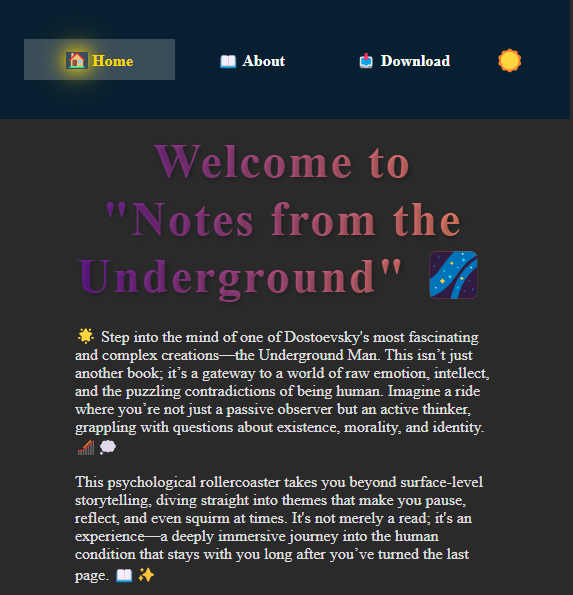 🏠 Home 📖 About 📥 Download 🌞
Welcome to
"Notes from the
Underground" 🌌
🌟 Step into the mind of one of Dostoevsky's most fascinating
and complex creations—the Underground Man. This isn’t just
another book; it’s a gateway to a world of raw emotion, intellect,
and the puzzling contradictions of being human. Imagine a ride
where you’re not just a passive observer but an active thinker,
grappling with questions about existence, morality, and identity.
🎢 💭
This psychological rollercoaster takes you beyond surface-level
storytelling, diving straight into themes that make you pause,
reflect, and even squirm at times. It's not merely a read; it's an
experience—a deeply immersive journey into the human
condition that stays with you long after you’ve turned the last
page. 📖 ✨